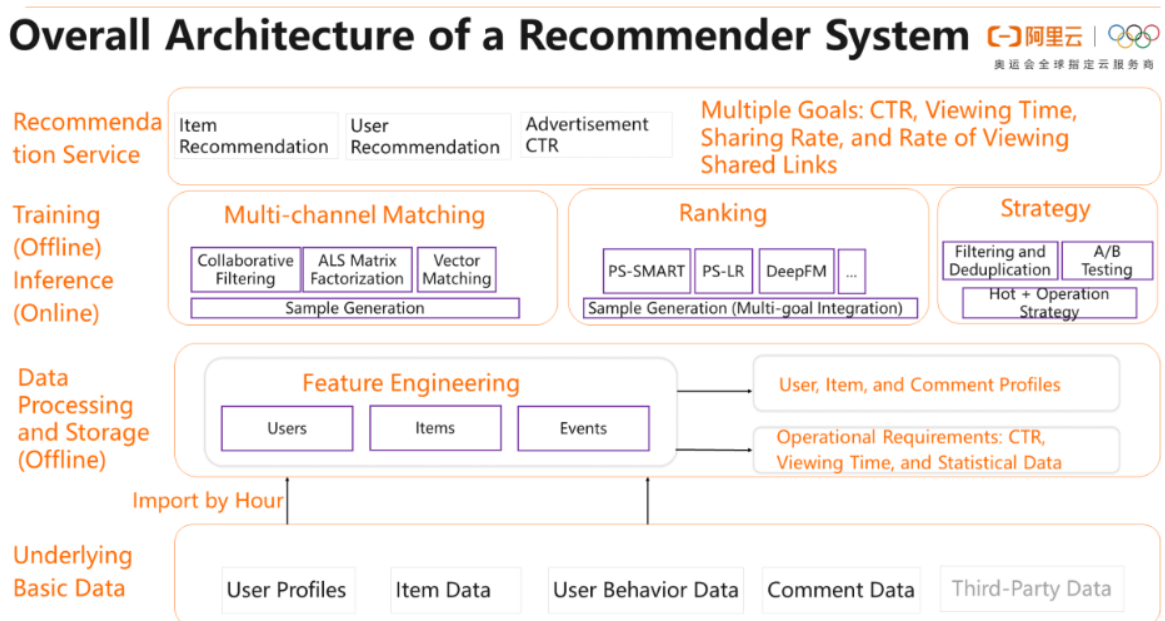 Overall Architecture of a Recommender System
阿里云
奥运会全球指定云服务商
Recommenda
tion Service
Item
Recommendation
User
Recommendation
Advertisement
CTR
Multiple Goals: CTR, Viewing Time,
Sharing Rate, and Rate of Viewing
Shared Links
Training
(Offline)
Inference
(Online)
Multi-channel Matching
Collaborative
Filtering
ALS Matrix
Factorization
Vector
Matching
Sample Generation
Ranking
PS-SMART
PS-LR
DeepFM
...
Sample Generation (Multi-goal Integration)
Strategy
Filtering and
Deduplication
A/B
Testing
Hot + Operation
Strategy
Data
Processing
and Storage
(Offline)
Feature Engineering
Users
Items
Events
User, Item, and Comment Profiles
Operational Requirements: CTR,
Viewing Time, and Statistical Data
Import by Hour
Underlying
Basic Data
User Profiles
Item Data
User Behavior Data
Comment Data
Third-Party Data